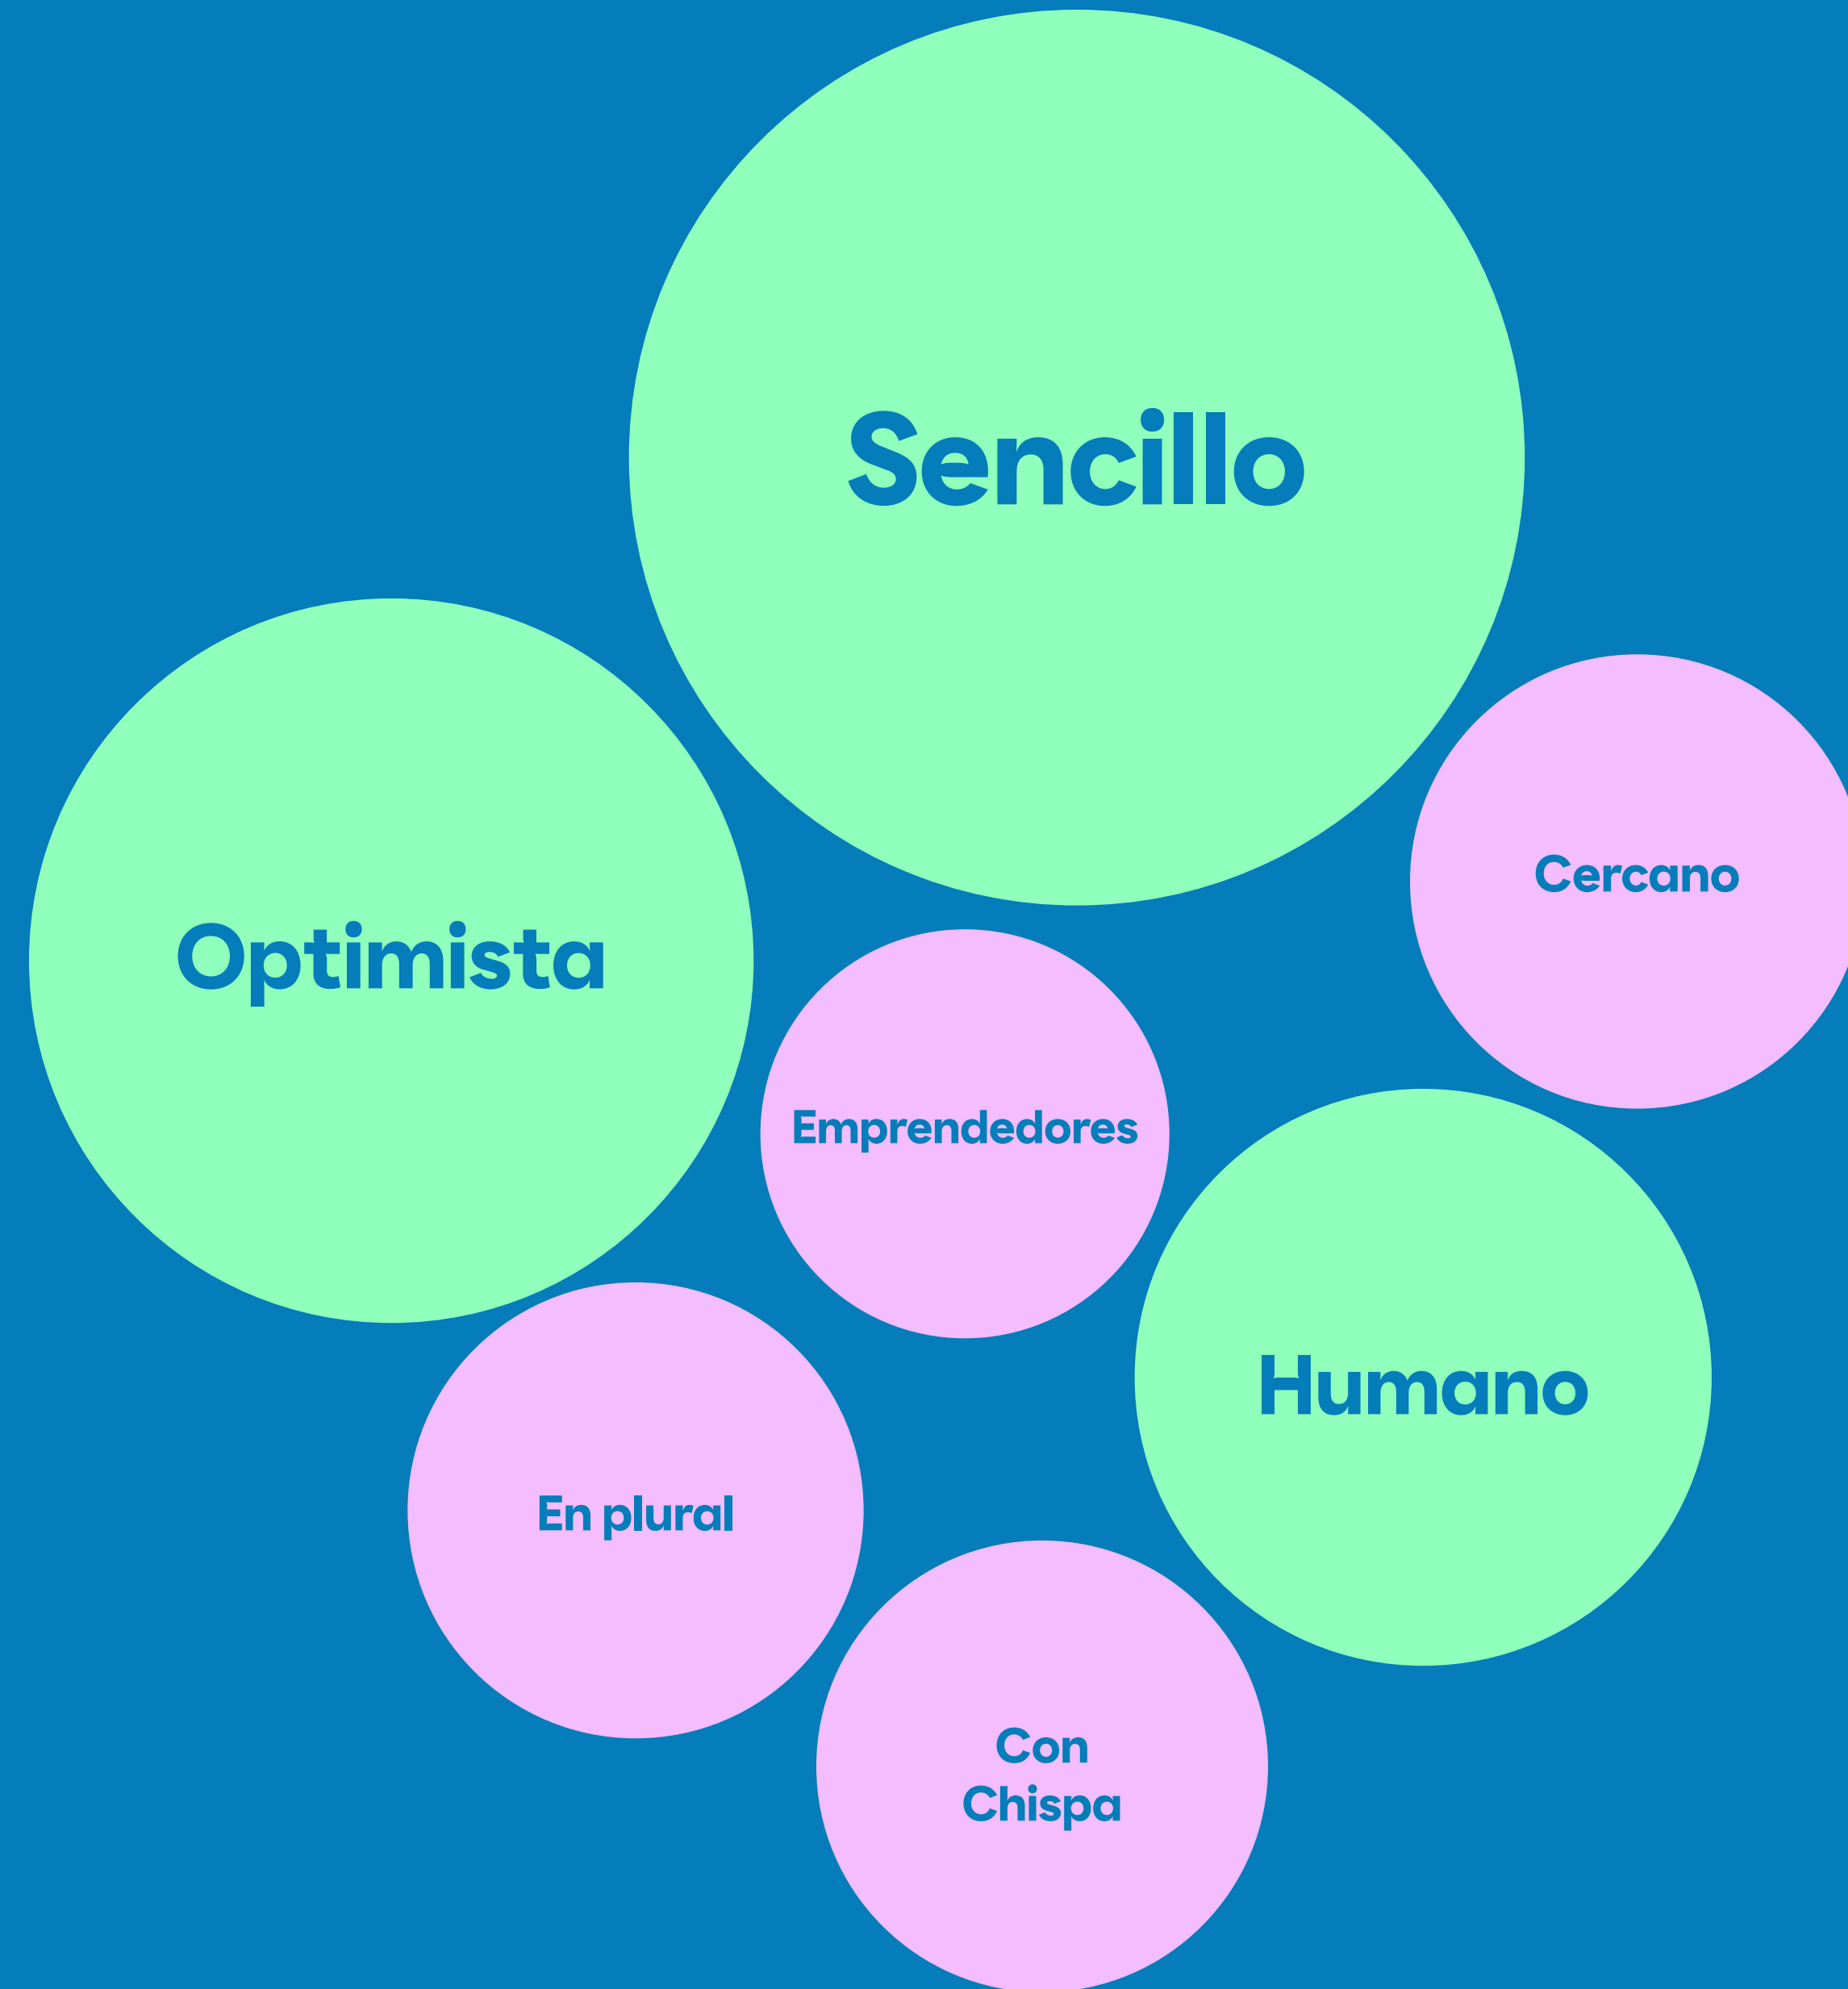 Sencillo
Cercano
Optimista
Emprendedores
Humano
En plural
Con
Chispa